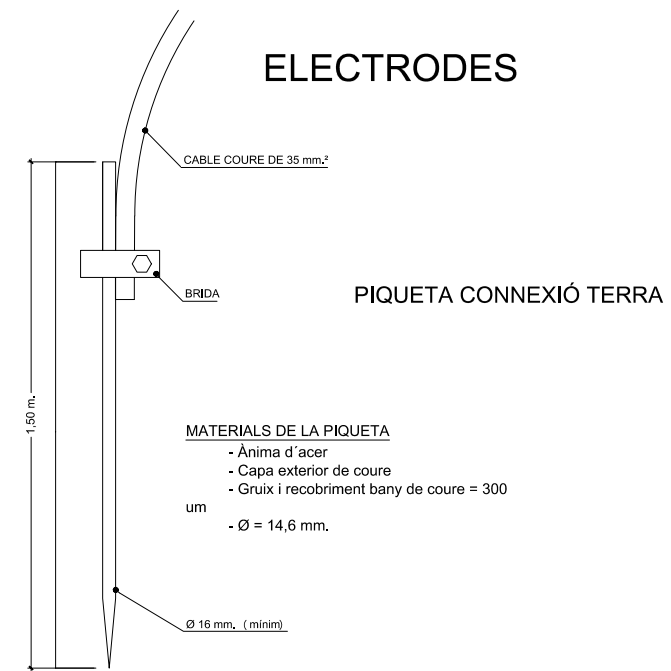 ELECTRODES
CABLE COURE DE 35 mm.²
BRIDA
PIQUETA CONNEXIÓ TERRA
1,50 m.
MATERIALS DE LA PIQUETA
- Ànima d´acer
- Capa exterior de coure
- Gruix i recobriment bany de coure = 300
um
- Ø = 14,6 mm.
Ø 16 mm. ( mínim)